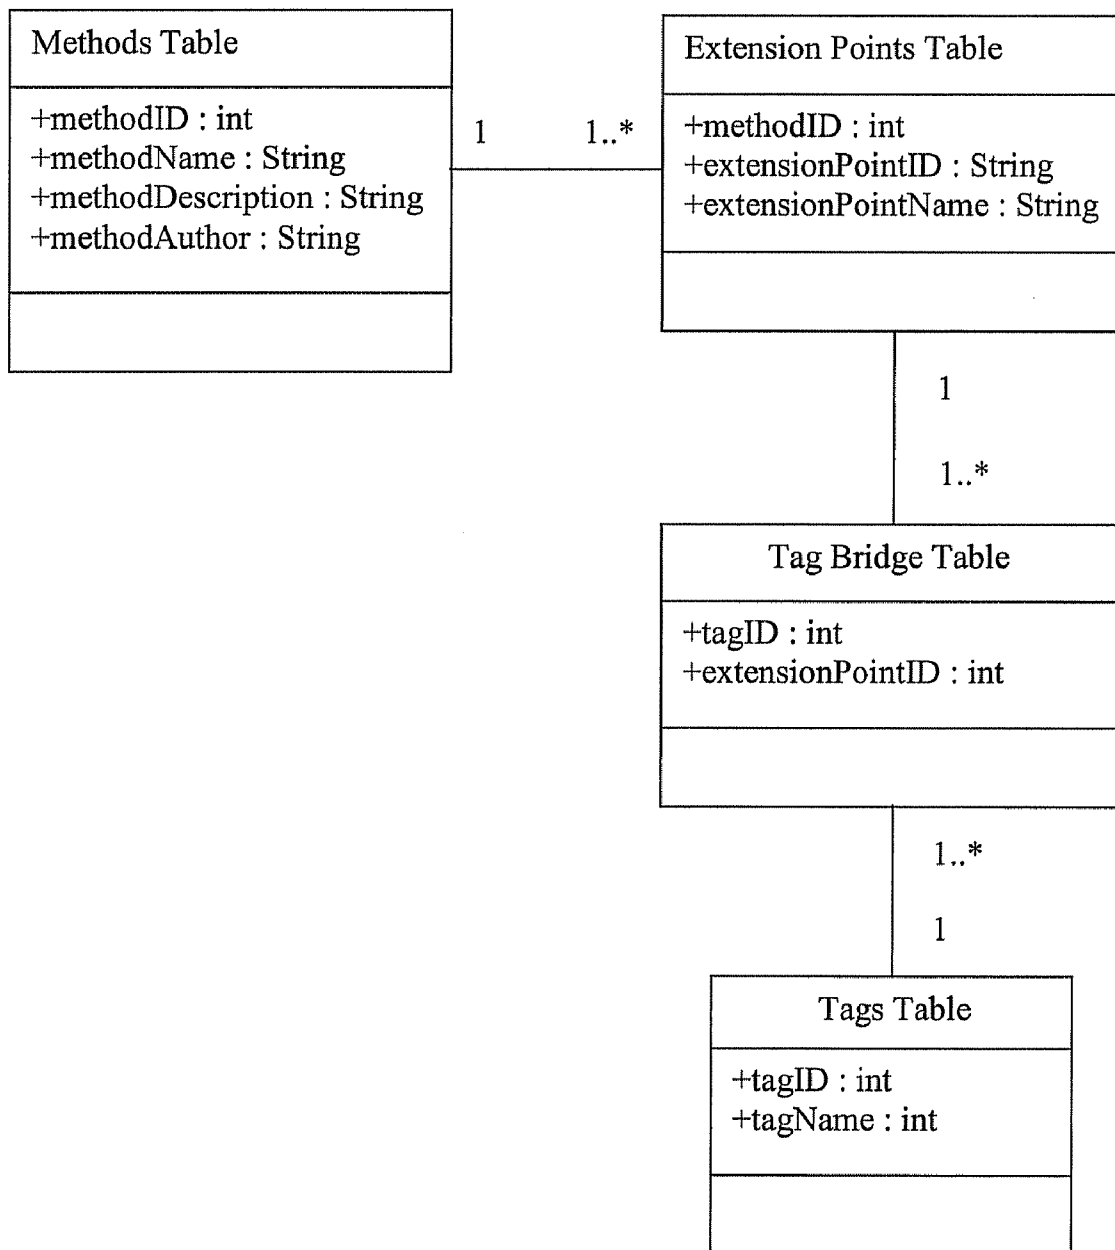 Methods Table
+methodID : int
+methodName : String
+methodDescription : String
+methodAuthor : String
1 1..*
Extension Points Table
+methodID : int
+extensionPointID : String
+extensionPointName : String
1
1..*
Tag Bridge Table
+tagID : int
+extensionPointID : int
1..*
1
Tags Table
+tagID : int
+tagName : int